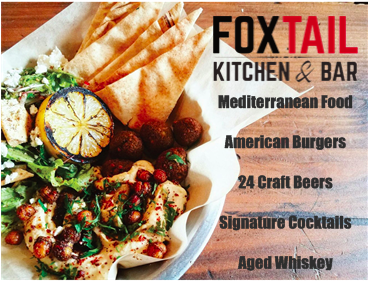 FOXTAIL
KITCHEN & BAR
Mediterranean Food
American Burgers
24 Craft Beers
Signature Cocktails
Aged Whiskey